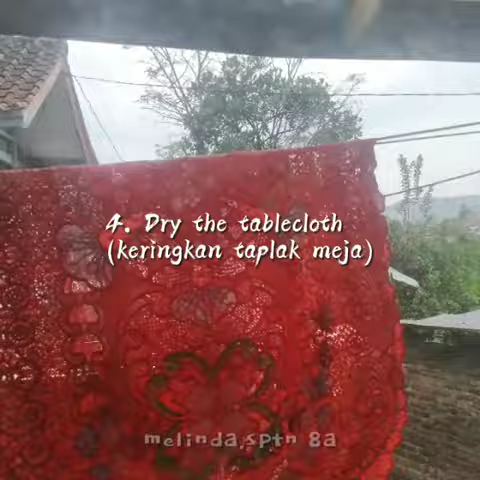 4. Dry the tablecloth
(keringkan taplak meja)
melinda.sptn 8a